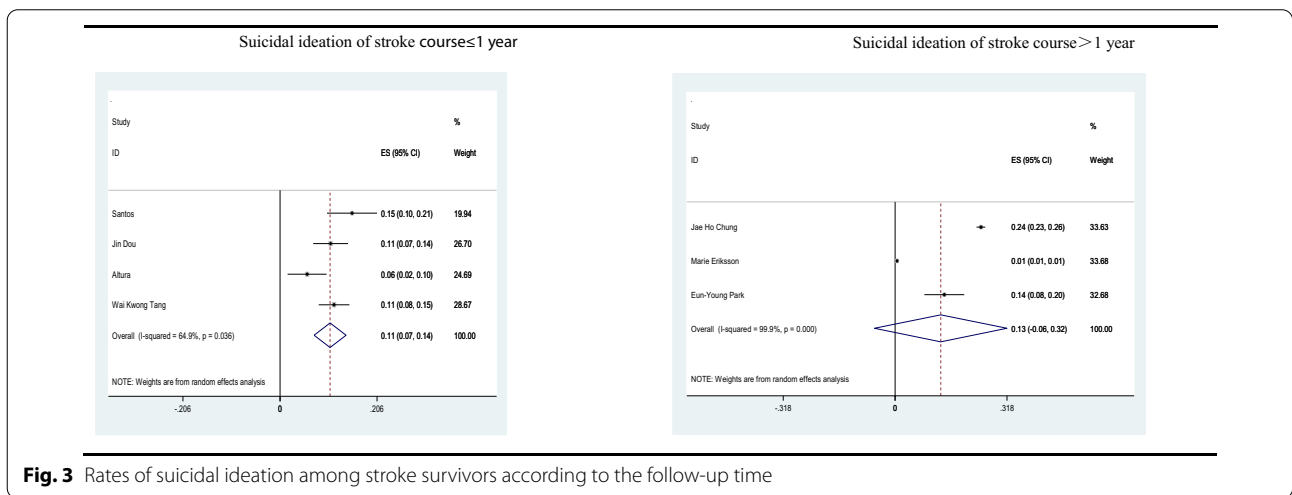 Suicidal ideation of stroke course≤1 year
.
Study %
ID ES (95% CI) Weight
Santos 0.15 (0.10, 0.21) 19.94
Jin Dou 0.11 (0.07, 0.14) 26.70
Altura 0.06 (0.02, 0.10) 24.69
Wai Kwong Tang 0.11 (0.08, 0.15) 28.67
Overall (I-squared = 64.9%, p = 0.036) 0.11 (0.07, 0.14) 100.00
NOTE: Weights are from random effects analysis
-.206 0 .206
Suicidal ideation of stroke course>1 year
.
Study %
ID ES (95% CI) Weight
Jae Ho Chung 0.24 (0.23, 0.26) 33.63
Marie Eriksson 0.01 (0.01, 0.01) 33.68
Eun-Young Park 0.14 (0.08, 0.20) 32.68
Overall (I-squared = 99.9%, p = 0.000) 0.13 (-0.06, 0.32) 100.00
NOTE: Weights are from random effects analysis
-.318 0 .318
Fig. 3 Rates of suicidal ideation among stroke survivors according to the follow-up time